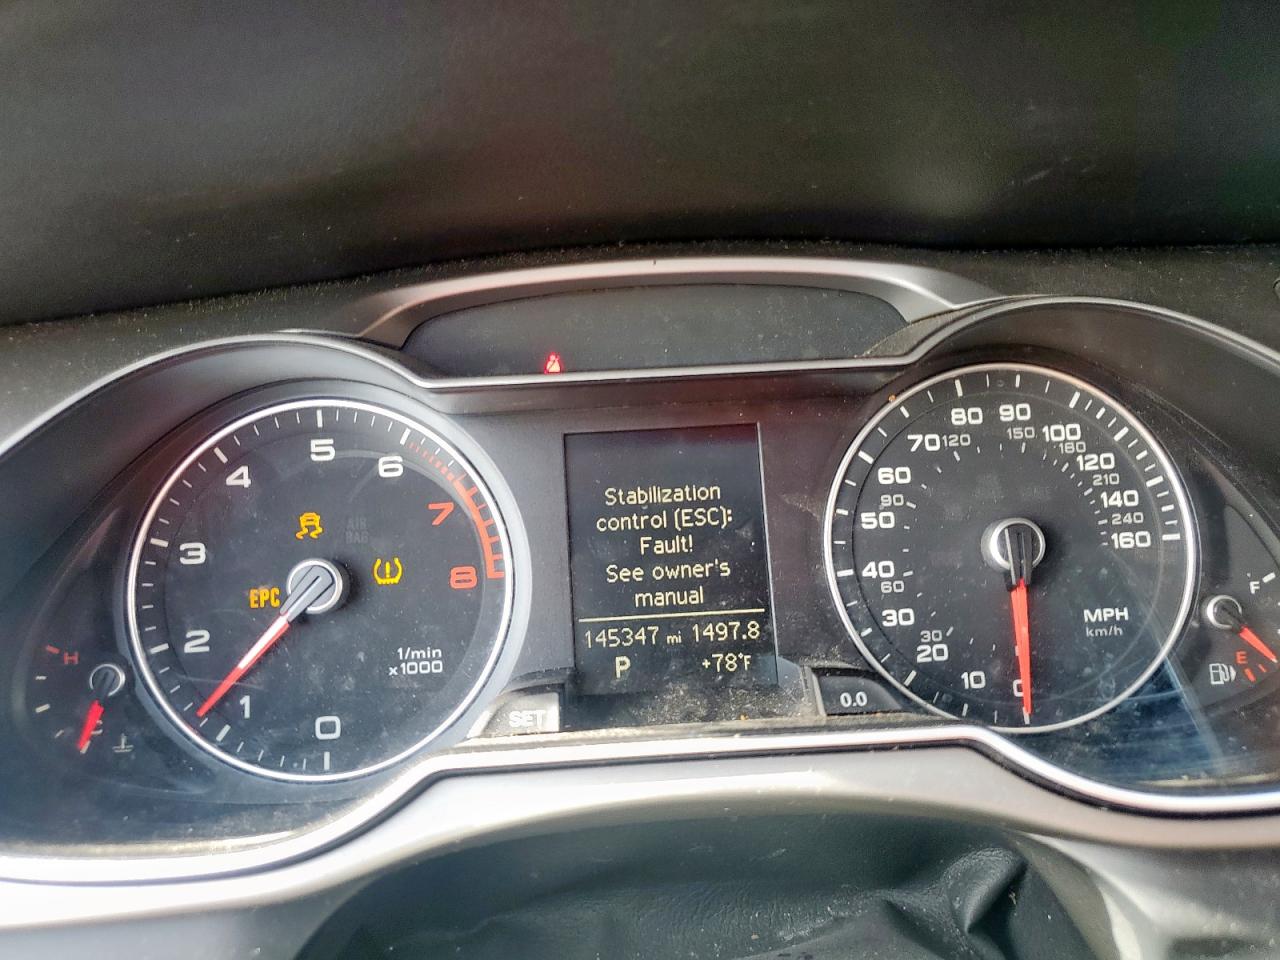 5
4
6
3
7
AIR
BAG
EPC
8
2
1/min
x1000
1
0
H
SET
Stabilization
control (ESC):
Fault!
See owner's
manual
145347 mi 1497.8
P +78°F
0.0
80 90
70 120 150 100
160
60 120
90 210
50 140
240
40 160
60
30 MPH
km/h
30
20
10
0
F
E